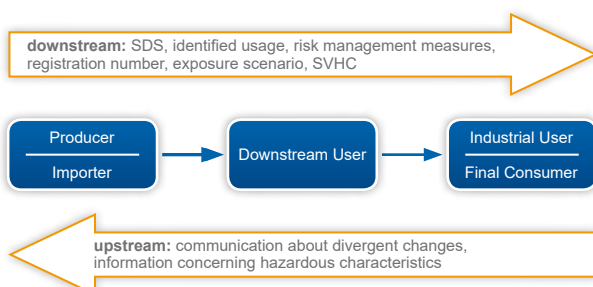 downstream: SDS, identified usage, risk management measures,
registration number, exposure scenario, SVHC
Producer
Importer
Downstream User
Industrial User
Final Consumer
upstream: communication about divergent changes,
information concerning hazardous characteristics